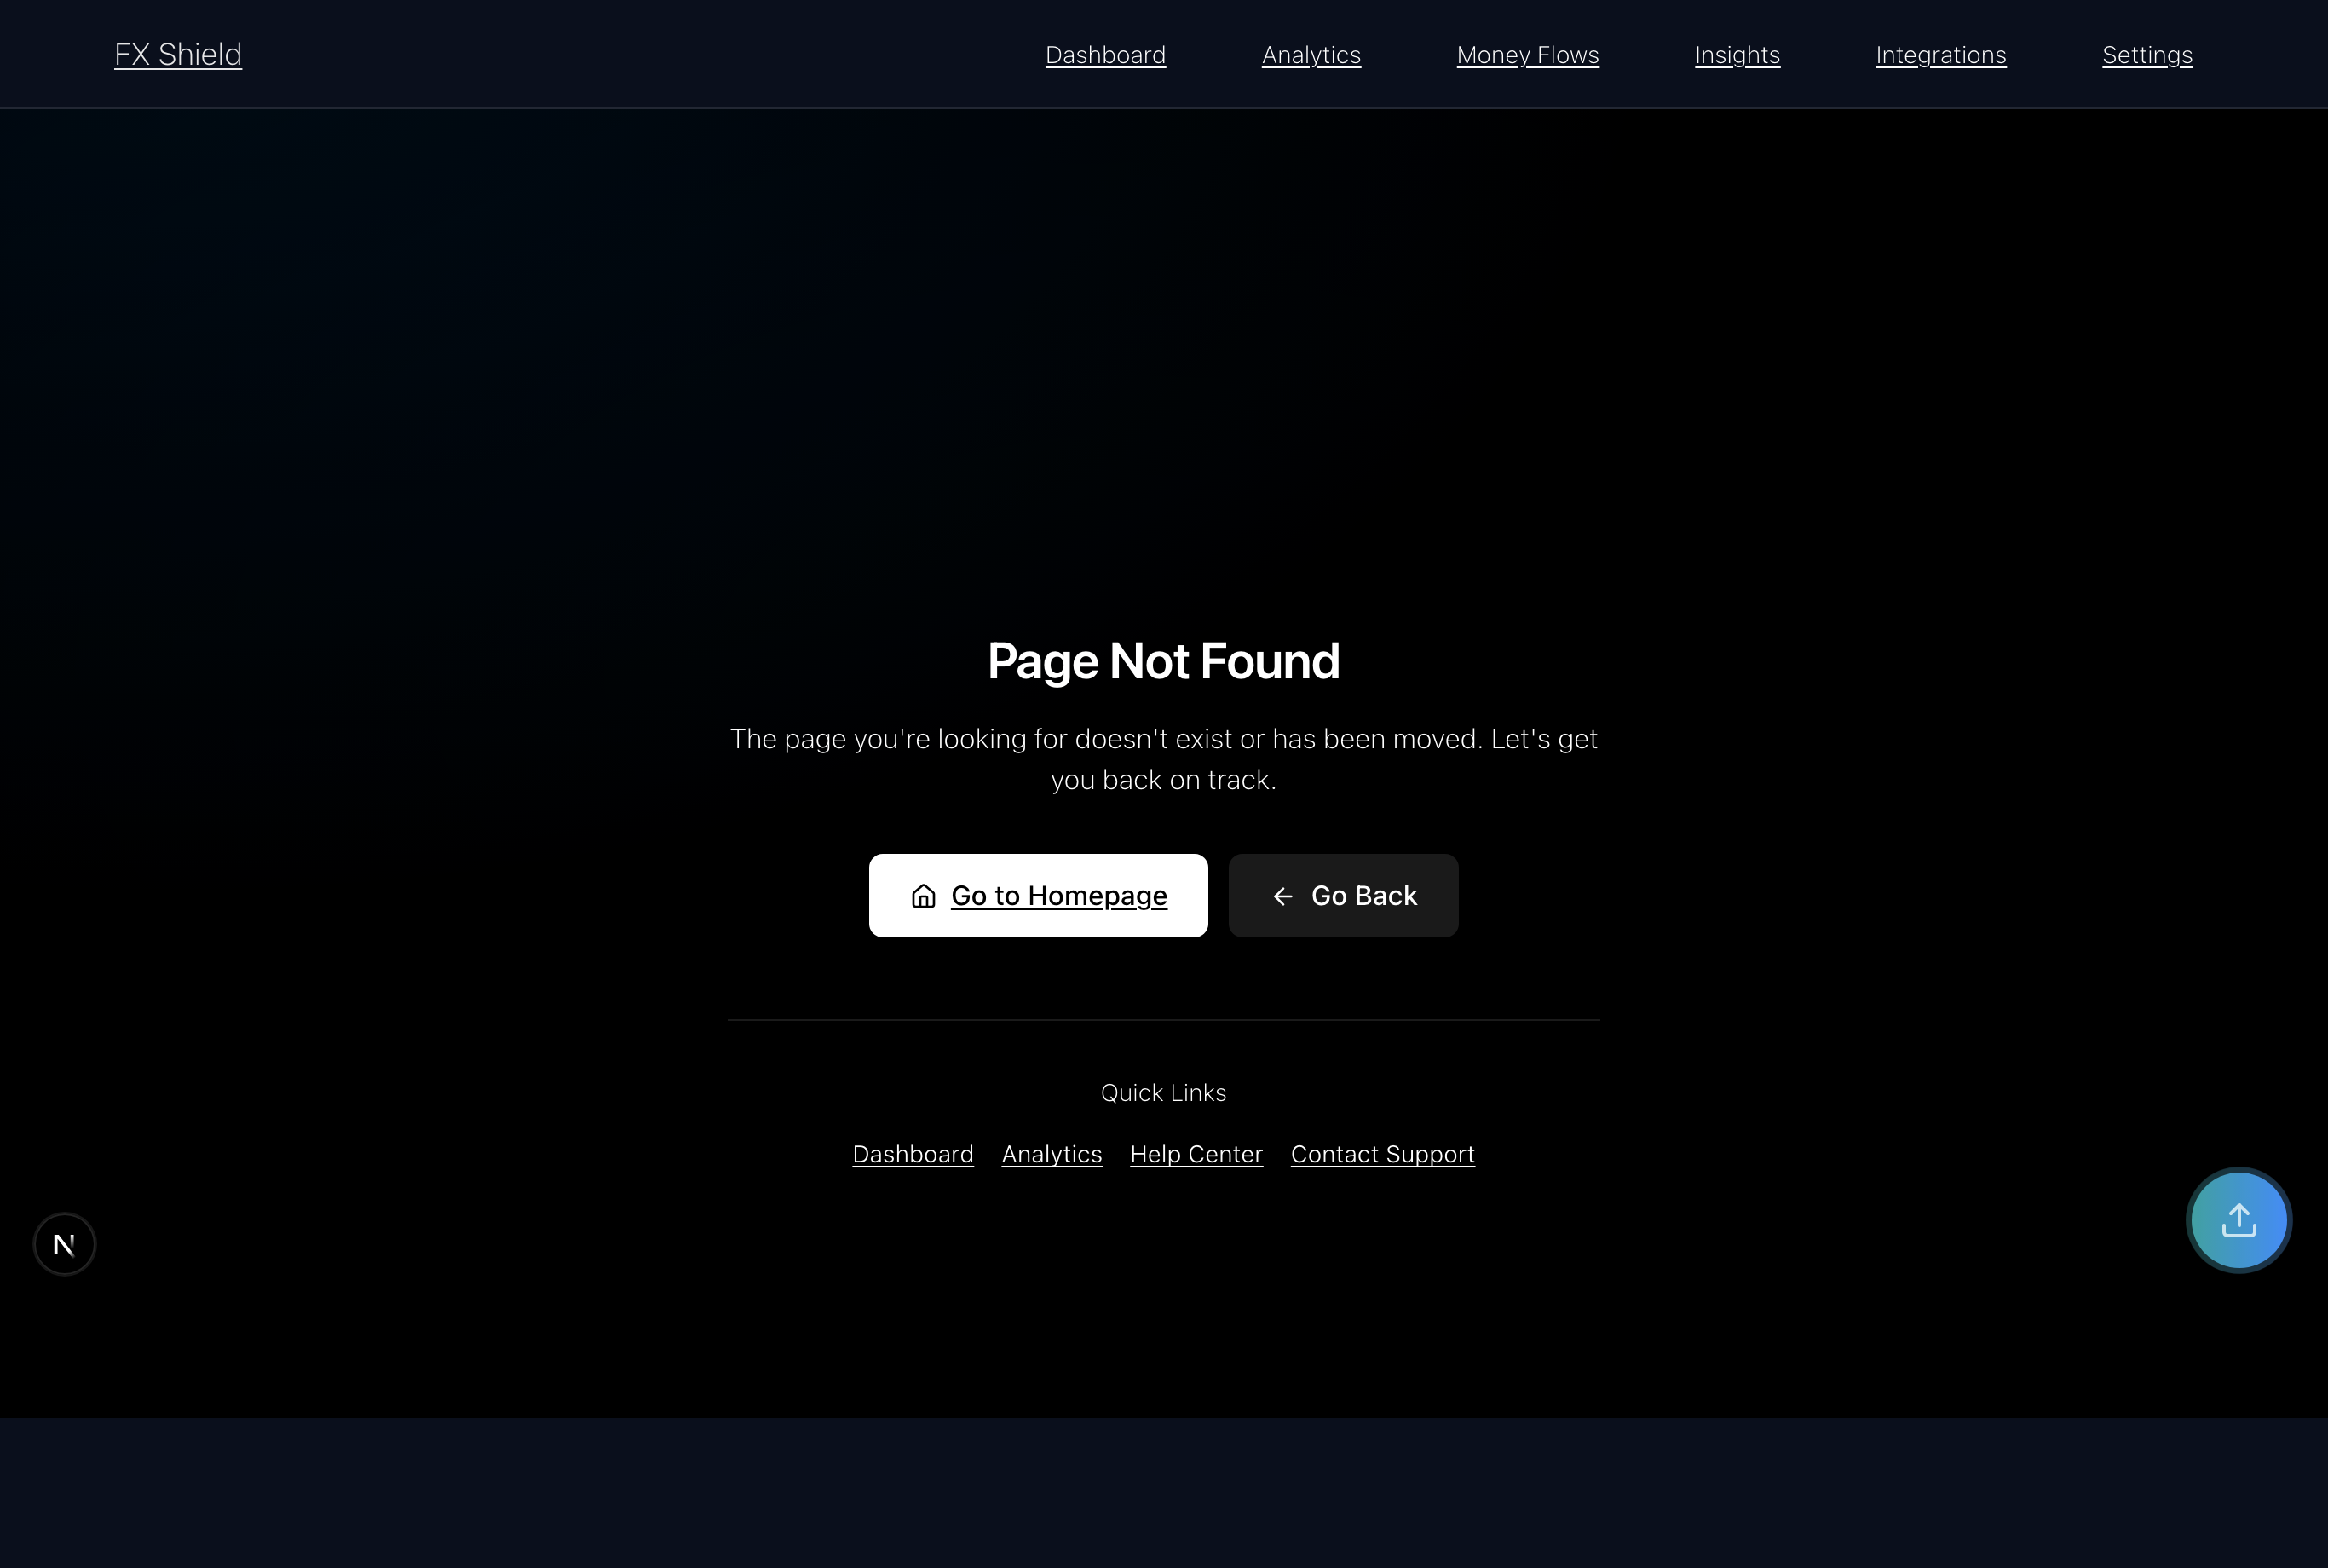 FX Shield
Dashboard Analytics Money Flows Insights Integrations Settings
Page Not Found
The page you're looking for doesn't exist or has been moved. Let's get
you back on track.
Go to Homepage
Go Back
Quick Links
Dashboard Analytics Help Center Contact Support
N